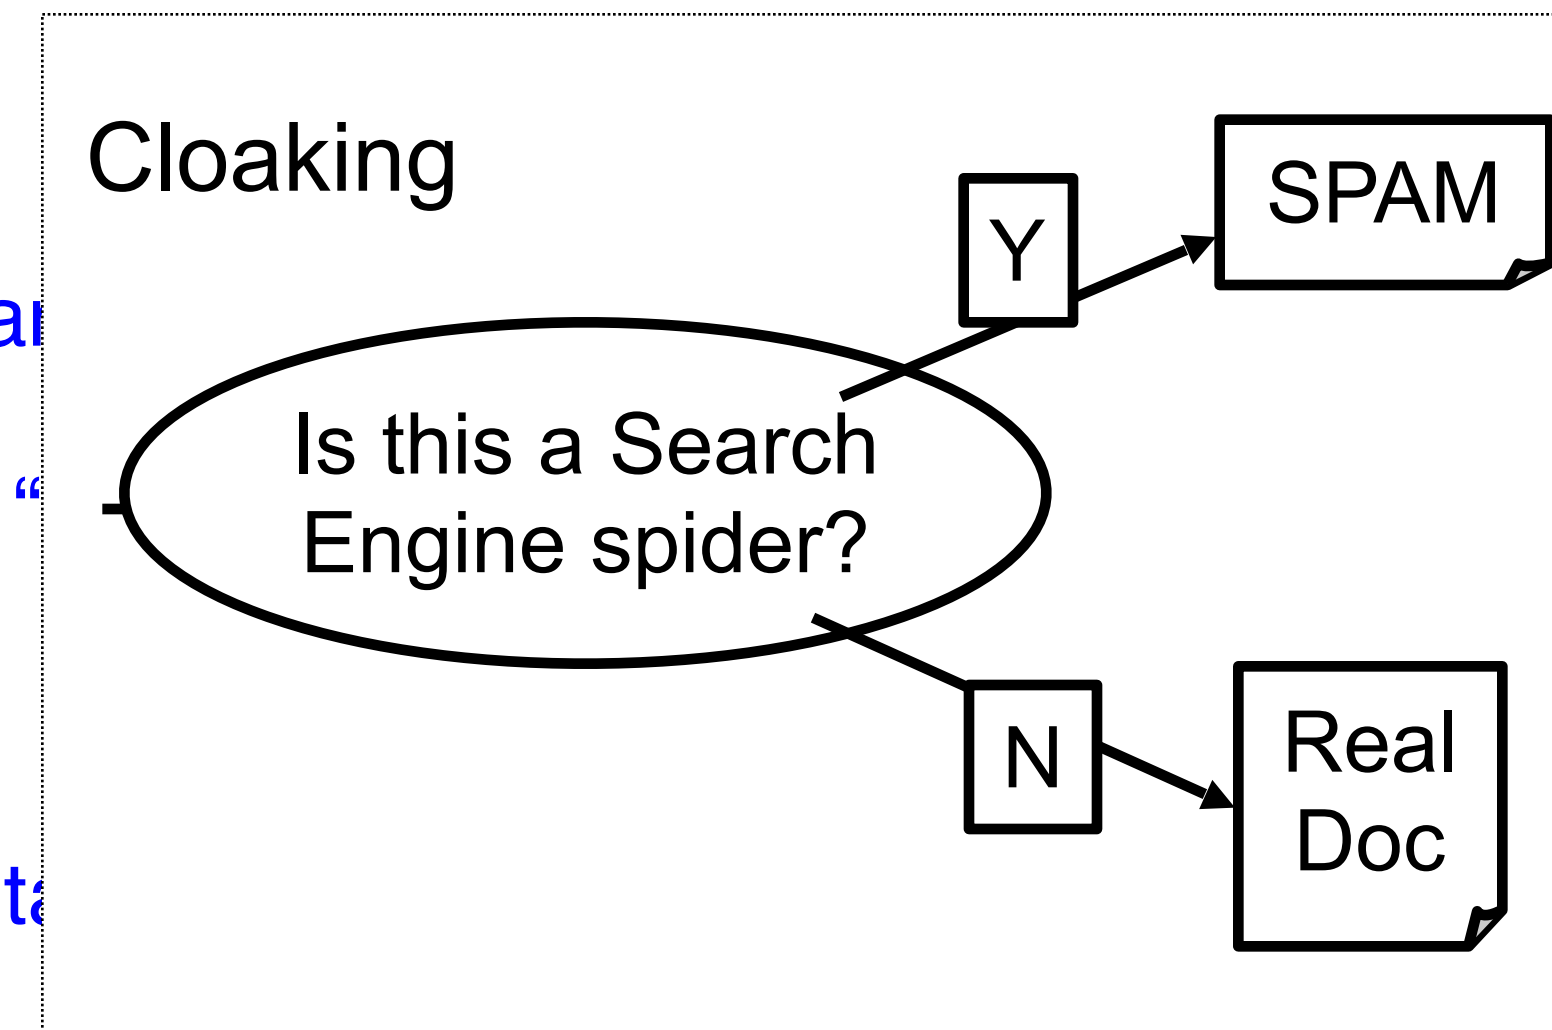 Cloaking
SPAM
Y
Is this a Search
Engine spider?
N
Real
Doc
“